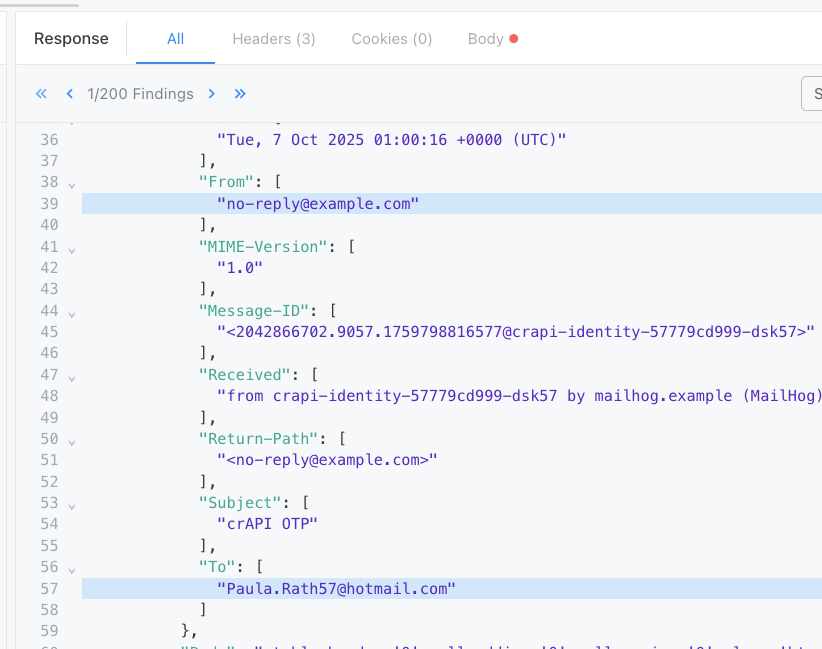 Response All Headers (3) Cookies (0) Body
1/200 Findings S
36 "Tue, 7 Oct 2025 01:00:16 +0000 (UTC)"
37 ],
38 "From": [
39 "no-reply@example.com"
40 ],
41 "MIME-Version": [
42 "1.0"
43 ],
44 "Message-ID": [
45 "<2042866702.9057.1759798816577@crapi-identity-57779cd999-dsk57>"
46 ],
47 "Received": [
48 "from crapi-identity-57779cd999-dsk57 by mailhog.example (MailHog)
49 ],
50 "Return-Path": [
51 "<no-reply@example.com>"
52 ],
53 "Subject": [
54 "crAPI OTP"
55 ],
56 "To": [
57 "Paula.Rath57@hotmail.com"
58 ]
59 },